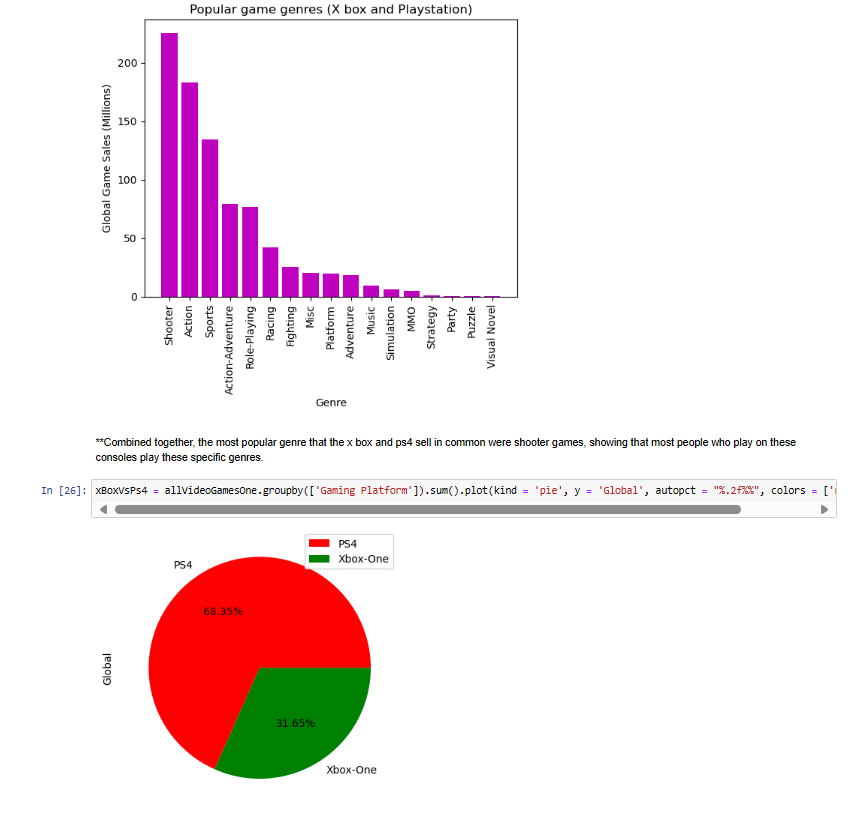 Popular game genres (X box and Playstation)
Global Game Sales (Millions)
200
150
100
50
0
Shooter
Action
Sports
Action-Adventure
Role-Playing
Racing
Fighting
Misc
Platform
Adventure
Music
Simulation
MMO
Strategy
Party
Puzzle
Visual Novel
Genre
**Combined together, the most popular genre that the x box and ps4 sell in common were shooter games, showing that most people who play on these
consoles play these specific genres.
In [26]: xBoxVsPs4 = allVideoGamesOne.groupby(['Gaming Platform']).sum().plot(kind = 'pie', y = 'Global', autopct = "%.2f%%", colors = ['
PS4
Xbox-One
PS4
68.35%
Global
31.65%
Xbox-One